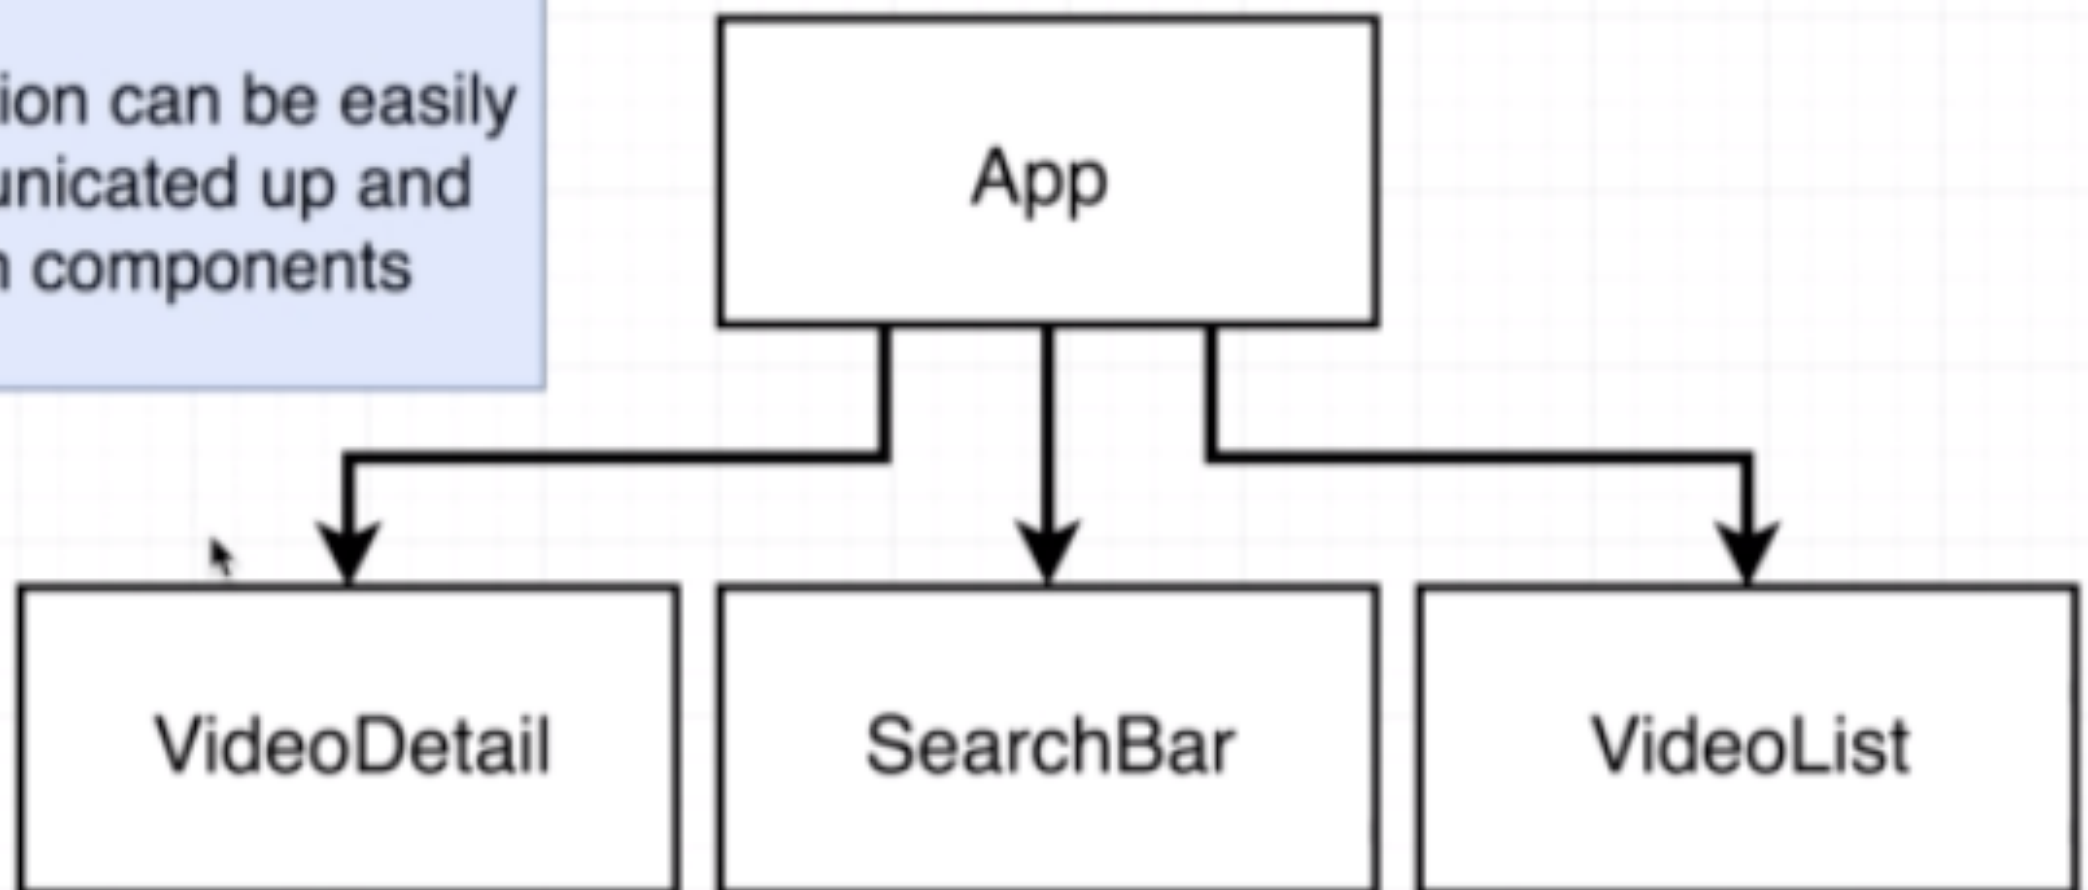 ion can be easily
unicated up and
components
App
VideoDetail
SearchBar
VideoList